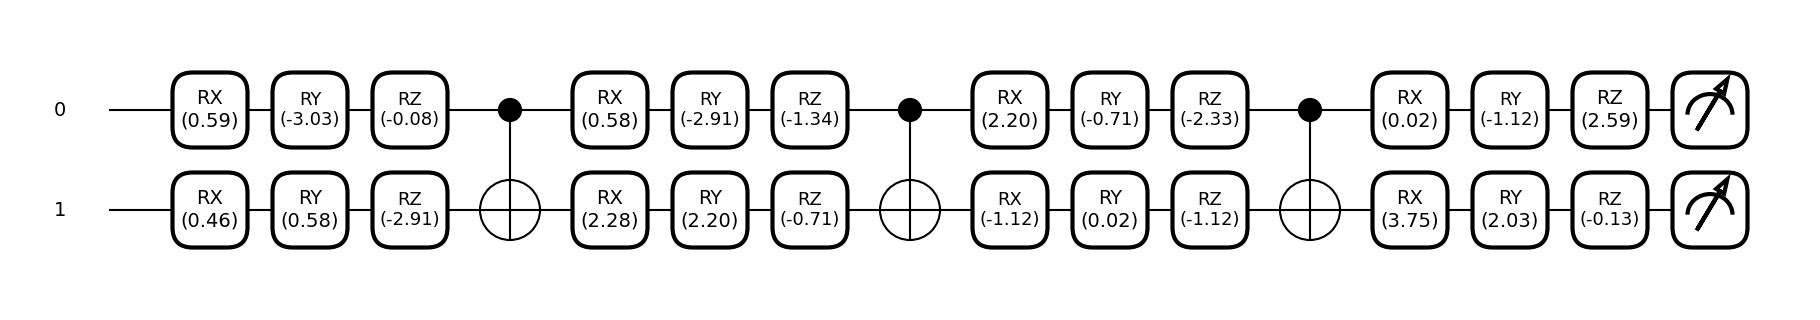 0 RX RY RZ RX RY RZ RX RY RZ RX RY RZ
(0.59) (-3.03) (-0.08) (0.58) (-2.91) (-1.34) (2.20) (-0.71) (-2.33) (0.02) (-1.12) (2.59)
1 RX RY RZ RX RY RZ RX RY RZ RX RY RZ
(0.46) (0.58) (-2.91) (2.28) (2.20) (-0.71) (-1.12) (0.02) (-1.12) (3.75) (2.03) (-0.13)